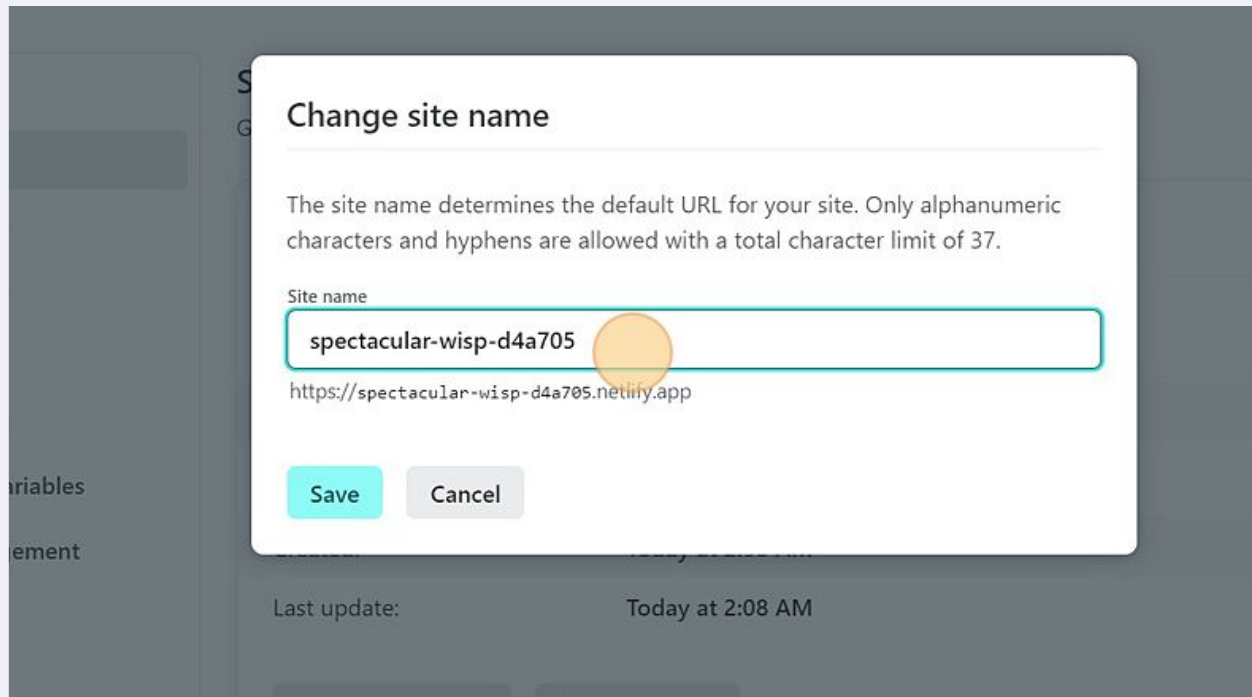 Change site name
The site name determines the default URL for your site. Only alphanumeric
characters and hyphens are allowed with a total character limit of 37.
Site name
spectacular-wisp-d4a705
https://spectacular-wisp-d4a705.netlify.app
Save Cancel
Last update: Today at 2:08 AM